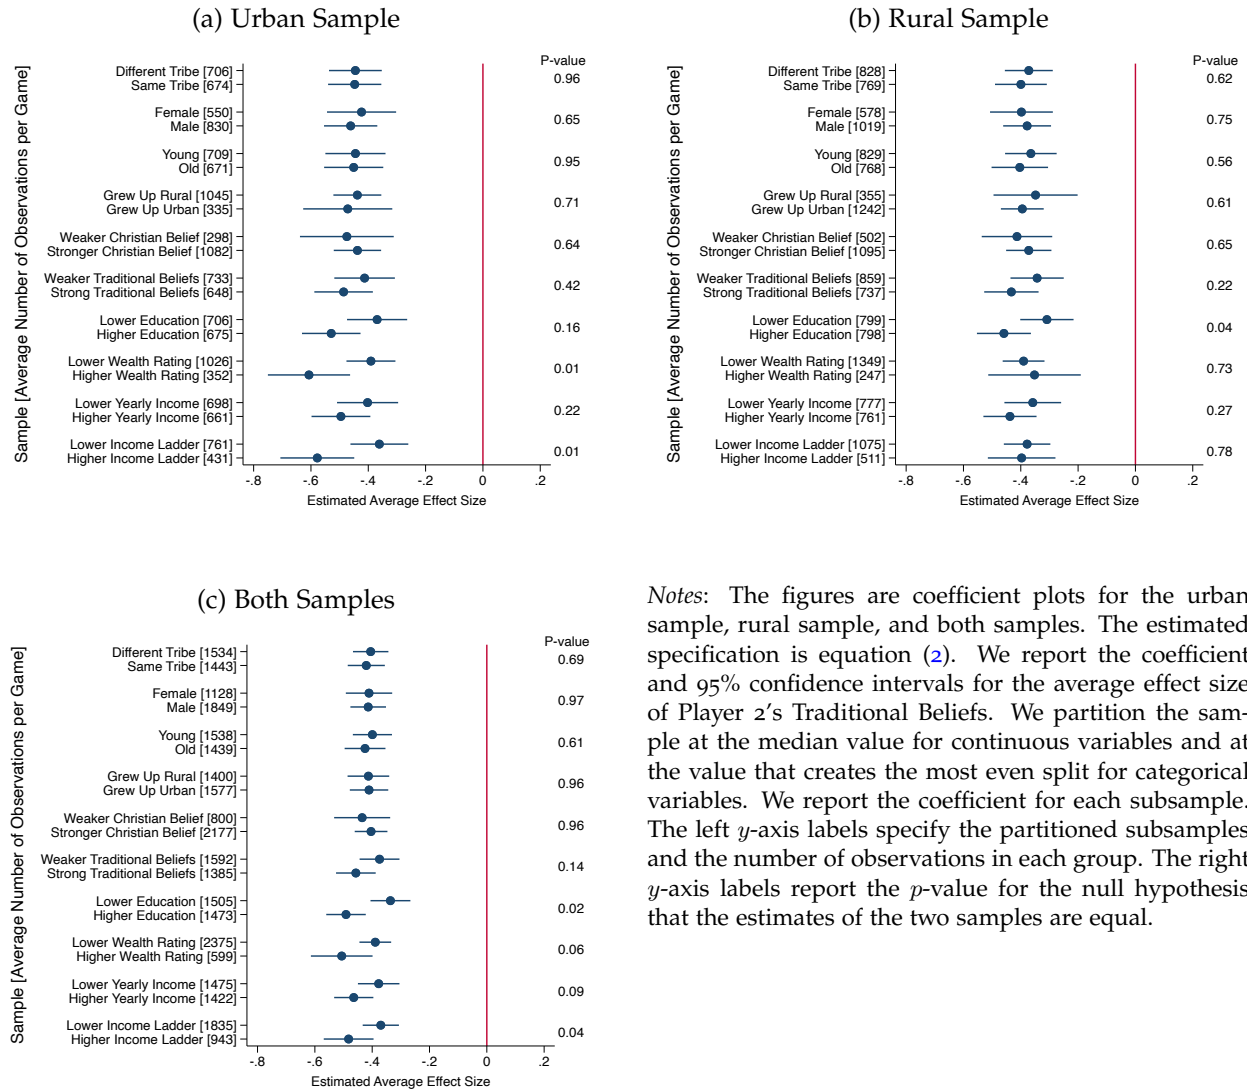 (a) Urban Sample
P-value
Sample [Average Number of Observations per Game]
Different Tribe [706]
Same Tribe [674]
0.96
Female [550]
Male [830]
0.65
Young [709]
Old [671]
0.95
Grew Up Rural [1045]
Grew Up Urban [335]
0.71
Weaker Christian Belief [298]
Stronger Christian Belief [1082]
0.64
Weaker Traditional Beliefs [733]
Strong Traditional Beliefs [648]
0.42
Lower Education [706]
Higher Education [675]
0.16
Lower Wealth Rating [1026]
Higher Wealth Rating [352]
0.01
Lower Yearly Income [698]
Higher Yearly Income [661]
0.22
Lower Income Ladder [761]
Higher Income Ladder [431]
0.01
-.8 -.6 -.4 -.2 0 .2
Estimated Average Effect Size
(b) Rural Sample
P-value
Sample [Average Number of Observations per Game]
Different Tribe [828]
Same Tribe [769]
0.62
Female [578]
Male [1019]
0.75
Young [829]
Old [768]
0.56
Grew Up Rural [355]
Grew Up Urban [1242]
0.61
Weaker Christian Belief [502]
Stronger Christian Belief [1095]
0.65
Weaker Traditional Beliefs [859]
Strong Traditional Beliefs [737]
0.22
Lower Education [799]
Higher Education [798]
0.04
Lower Wealth Rating [1349]
Higher Wealth Rating [247]
0.73
Lower Yearly Income [777]
Higher Yearly Income [761]
0.27
Lower Income Ladder [1075]
Higher Income Ladder [511]
0.78
-.8 -.6 -.4 -.2 0 .2
Estimated Average Effect Size
(c) Both Samples
P-value
Sample [Average Number of Observations per Game]
Different Tribe [1534]
Same Tribe [1443]
0.69
Female [1128]
Male [1849]
0.97
Young [1538]
Old [1439]
0.61
Grew Up Rural [1400]
Grew Up Urban [1577]
0.96
Weaker Christian Belief [800]
Stronger Christian Belief [2177]
0.96
Weaker Traditional Beliefs [1592]
Strong Traditional Beliefs [1385]
0.14
Lower Education [1505]
Higher Education [1473]
0.02
Lower Wealth Rating [2375]
Higher Wealth Rating [599]
0.06
Lower Yearly Income [1475]
Higher Yearly Income [1422]
0.09
Lower Income Ladder [1835]
Higher Income Ladder [943]
0.04
-.8 -.6 -.4 -.2 0 .2
Estimated Average Effect Size
Notes: The figures are coefficient plots for the urban
sample, rural sample, and both samples. The estimated
specification is equation (2). We report the coefficient
and 95% confidence intervals for the average effect size
of Player 2's Traditional Beliefs. We partition the sam-
ple at the median value for continuous variables and at
the value that creates the most even split for categorical
variables. We report the coefficient for each subsample.
The left y-axis labels specify the partitioned subsamples
and the number of observations in each group. The right
y-axis labels report the p-value for the null hypothesis
that the estimates of the two samples are equal.